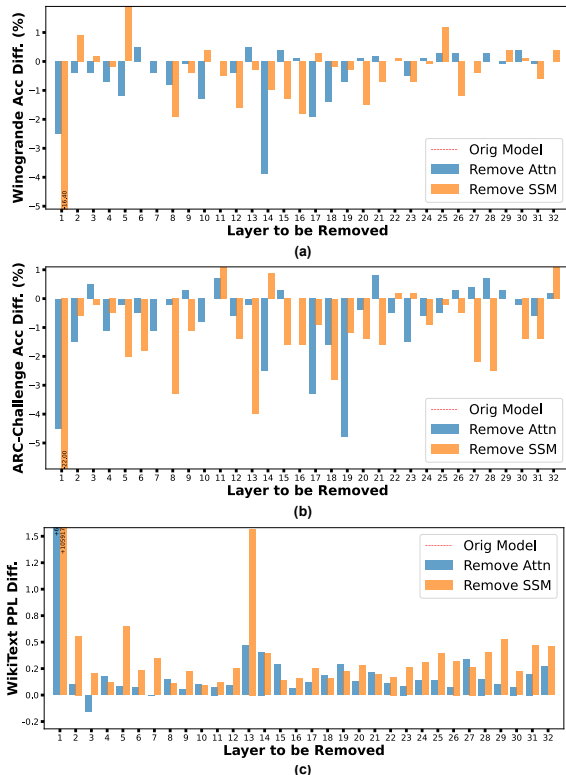 Winogrande Acc Diff. (%)
1
0
−1
−2
−3
−4
−5
-16.40
Orig Model
Remove Attn
Remove SSM
1 2 3 4 5 6 7 8 9 10 11 12 13 14 15 16 17 18 19 20 21 22 23 24 25 26 27 28 29 30 31 32
Layer to be Removed
(a)
ARC-Challenge Acc Diff. (%)
1
0
−1
−2
−3
−4
−5
-22.00
Orig Model
Remove Attn
Remove SSM
1 2 3 4 5 6 7 8 9 10 11 12 13 14 15 16 17 18 19 20 21 22 23 24 25 26 27 28 29 30 31 32
Layer to be Removed
(b)
WikiText PPL Diff.
1.5
1.2
1.0
0.8
0.5
0.2
0.0
-0.2
Orig Model
Remove Attn
Remove SSM
1 2 3 4 5 6 7 8 9 10 11 12 13 14 15 16 17 18 19 20 21 22 23 24 25 26 27 28 29 30 31 32
Layer to be Removed
(c)